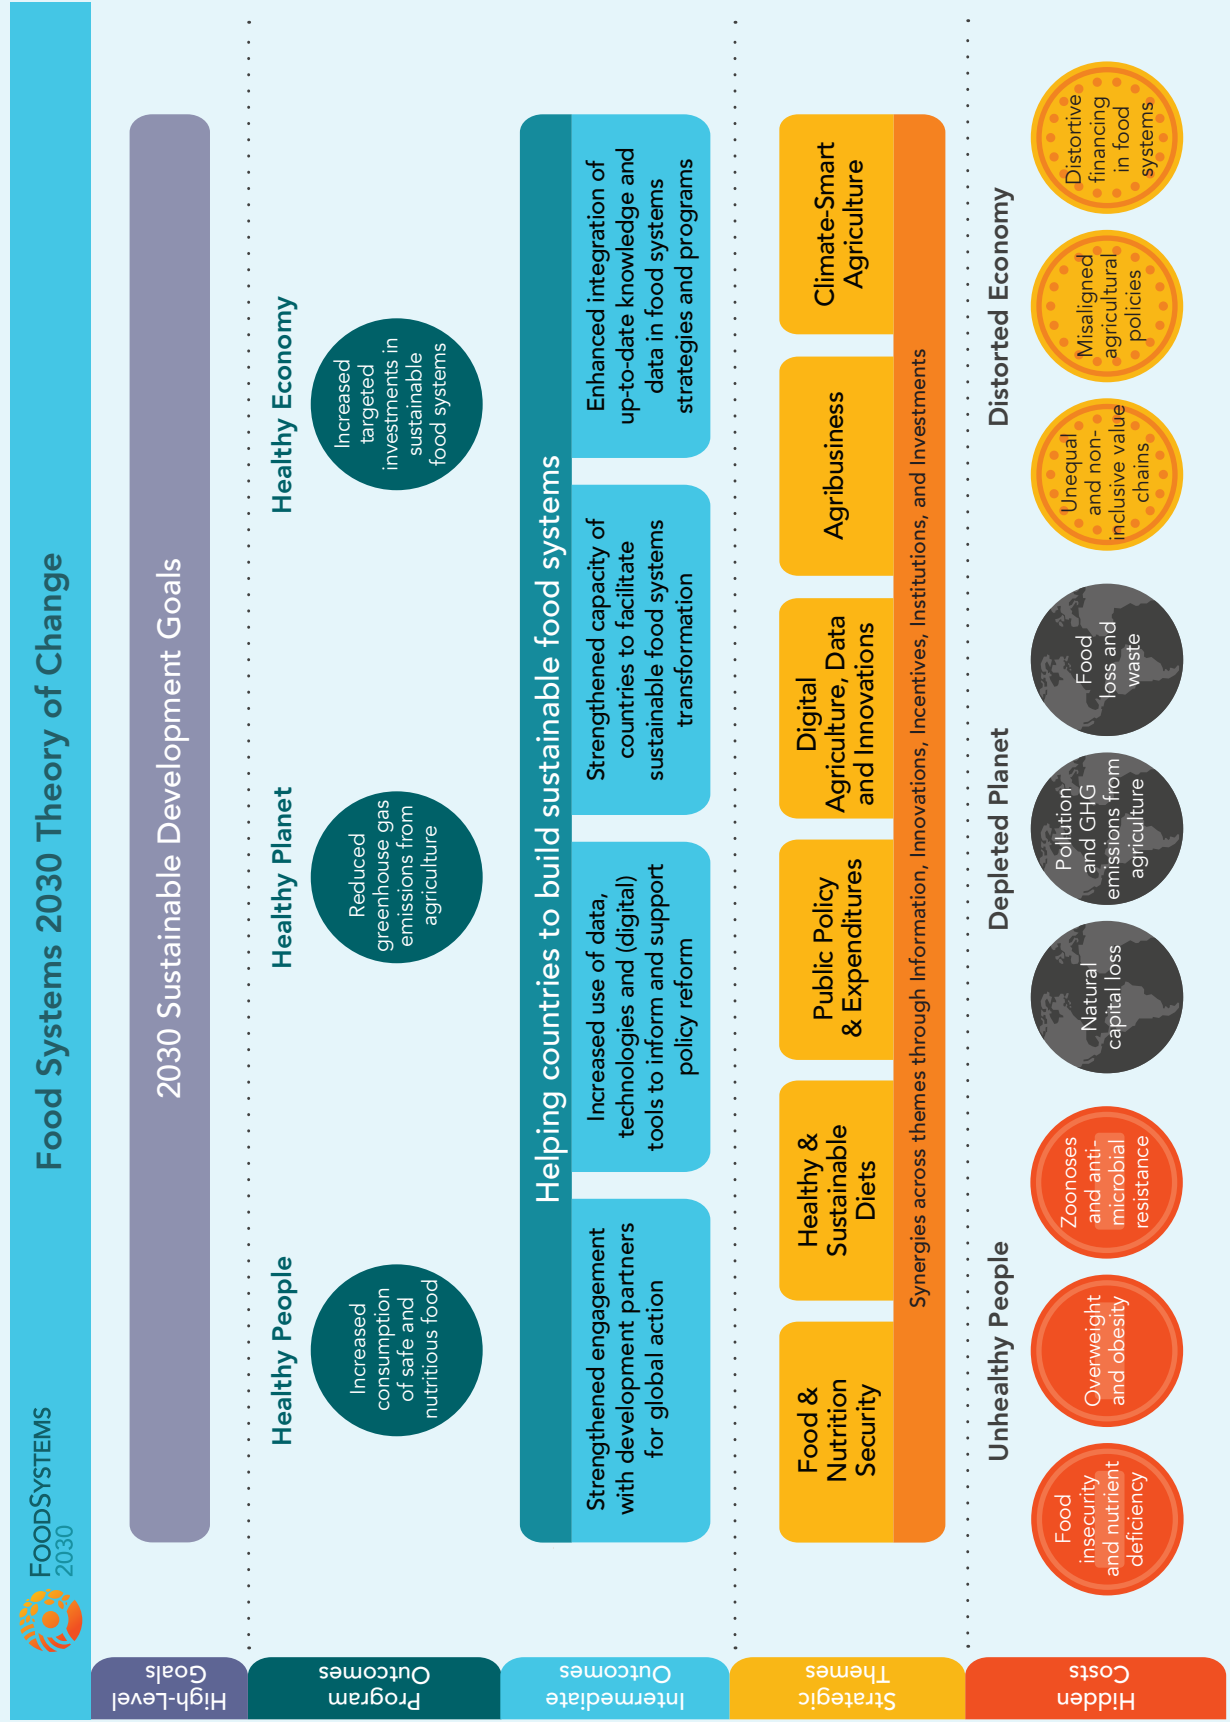 FOODSYSTEMS
2030
Food Systems 2030 Theory of Change
High-Level
Goals
2030 Sustainable Development Goals
Program
Outcomes
Healthy People
Increased
consumption
of safe and
nutritious food
Healthy Planet
Reduced
greenhouse gas
emissions from
agriculture
Healthy Economy
Increased
targeted
investments in
sustainable
food systems
Intermediate
Outcomes
Helping countries to build sustainable food systems
Strengthened engagement
with development partners
for global action
Increased use of data,
technologies and (digital)
tools to inform and support
policy reform
Strengthened capacity of
countries to facilitate
sustainable food systems
transformation
Enhanced integration of
up-to-date knowledge and
data in food systems
strategies and programs
Strategic
Themes
Food &
Nutrition
Security
Healthy &
Sustainable
Diets
Public Policy
& Expenditures
Digital
Agriculture, Data
and Innovations
Agribusiness
Climate-Smart
Agriculture
Synergies across themes through Information, Innovations, Incentives, Institutions, and Investments
Hidden
Costs
Unhealthy People
Food
insecurity
and nutrient
deficiency
Overweight
and obesity
Zoonoses
and anti-
microbial
resistance
Depleted Planet
Natural
capital loss
Pollution
and GHG
emissions from
agriculture
Food
loss and
waste
Distorted Economy
Unequal
and non-
inclusive value
chains
Misaligned
agricultural
policies
Distortive
financing
in food
systems